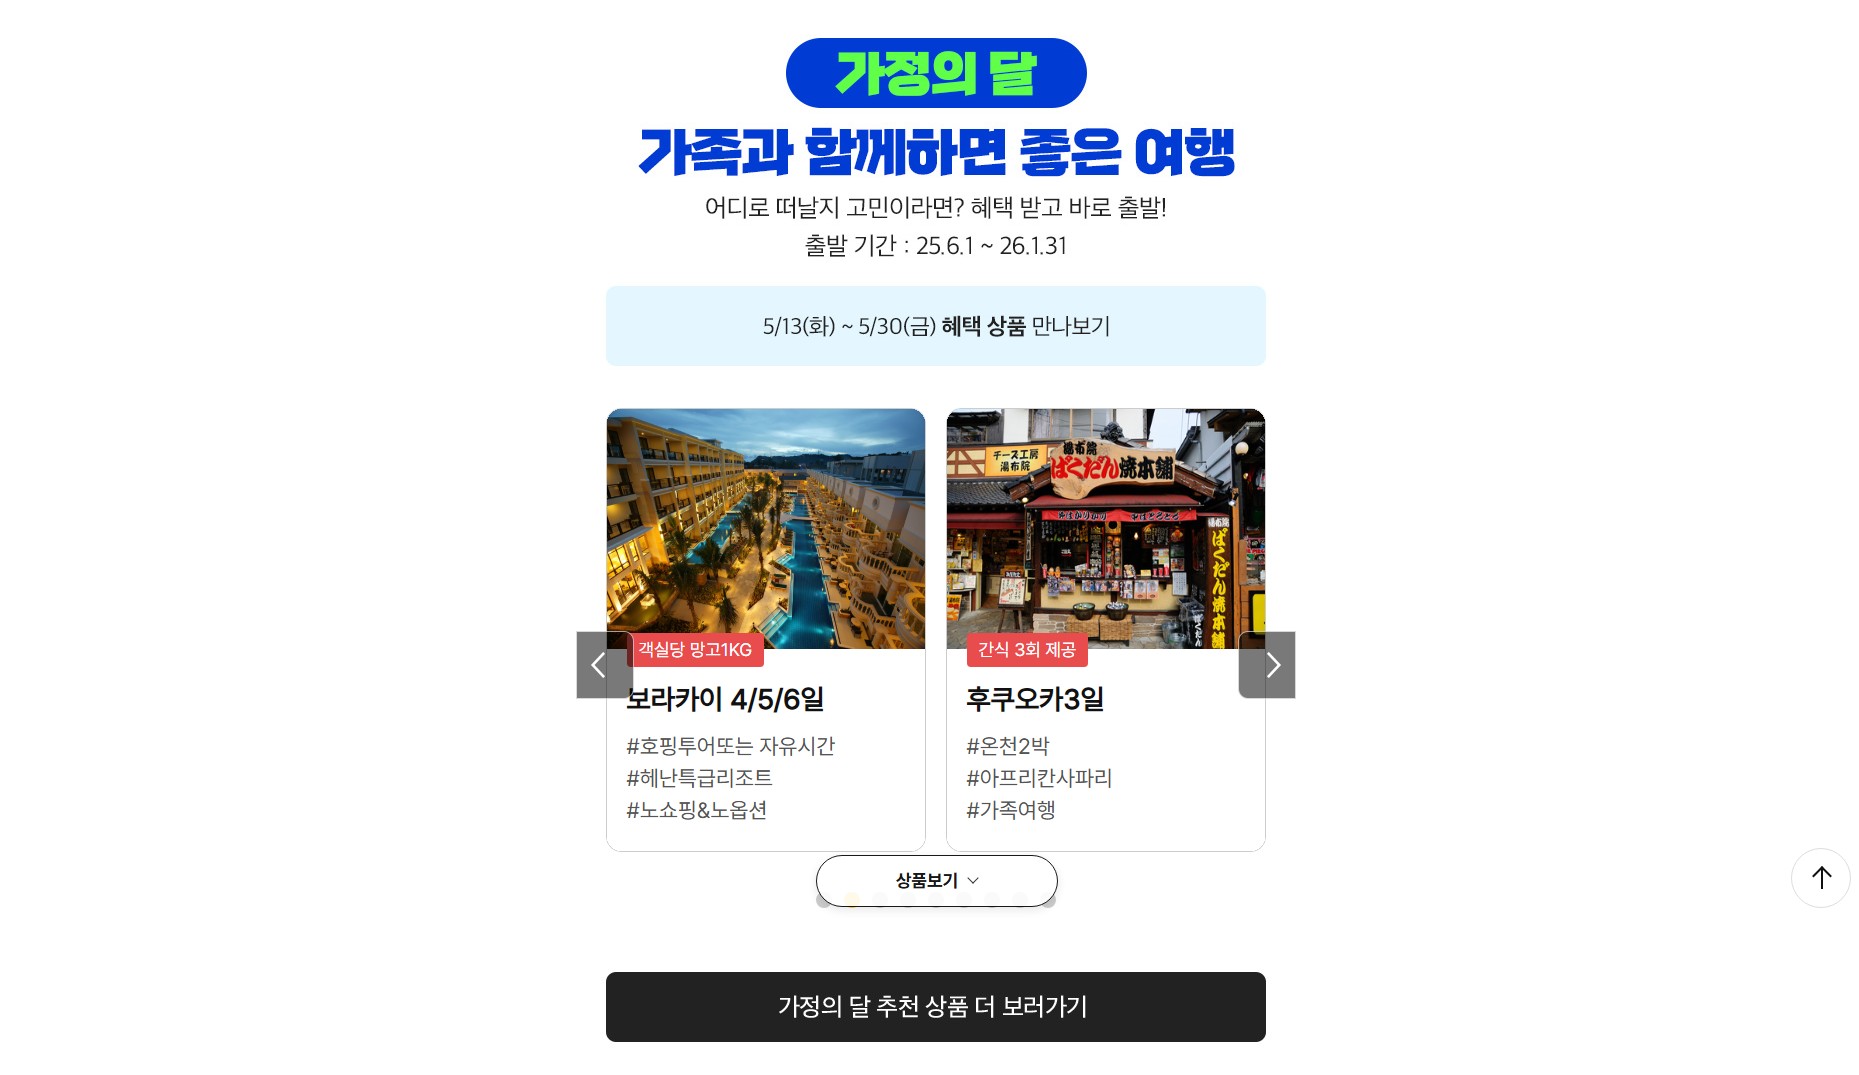 가정의 달
가족과 함께하면 좋은 여행
어디로 떠날지 고민이라면? 혜택 받고 바로 출발!
출발 기간 : 25.6.1 ~ 26.1.31
5/13(화) ~ 5/30(금) 혜택 상품 만나보기
객실당 망고1KG
보라카이 4/5/6일
#호핑투어또는 자유시간
#헤난특급리조트
#노쇼핑&노옵션
チーズ工房
湯布院
湯布院
ばくだん焼本舗
湯布院
ばくだん焼本舗
간식 3회 제공
후쿠오카3일
#온천2박
#아프리칸사파리
#가족여행
상품보기
가정의 달 추천 상품 더 보러가기